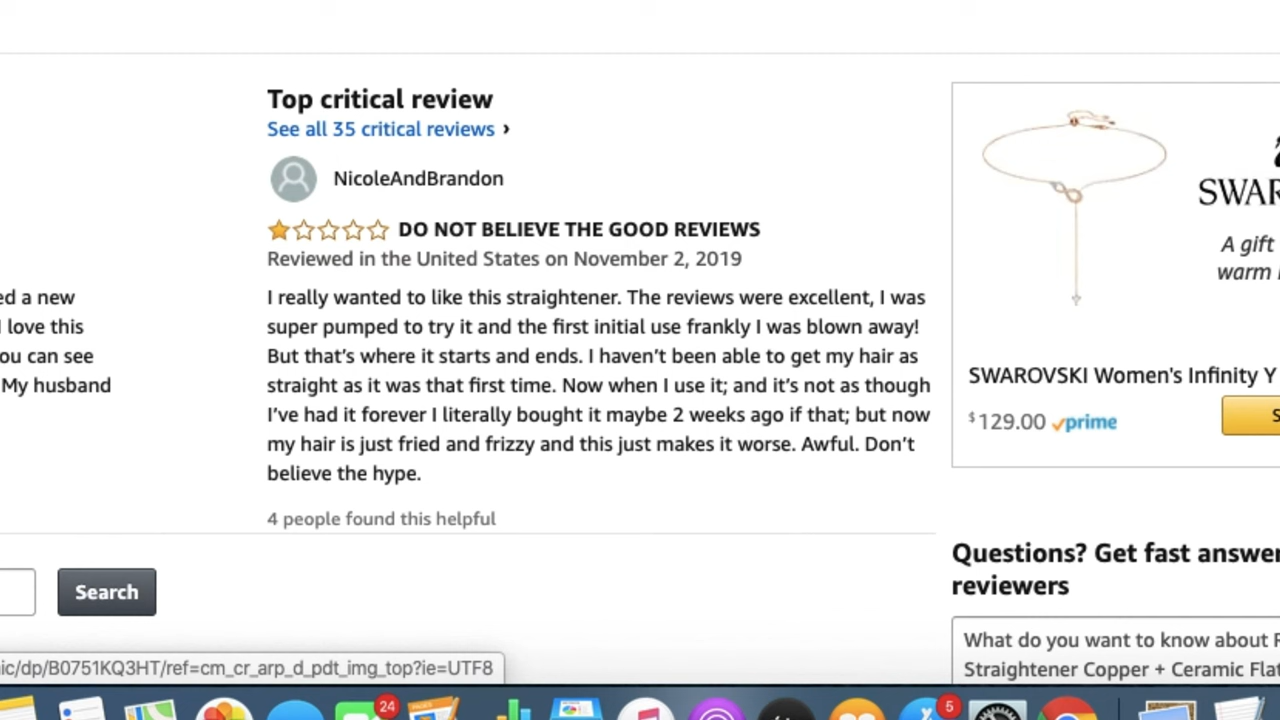 Top critical review
See all 35 critical reviews ›
NicoleAndBrandon
DO NOT BELIEVE THE GOOD REVIEWS
Reviewed in the United States on November 2, 2019
I really wanted to like this straightener. The reviews were excellent, I was
super pumped to try it and the first initial use frankly I was blown away!
But that’s where it starts and ends. I haven’t been able to get my hair as
straight as it was that first time. Now when I use it; and it’s not as though
I’ve had it forever I literally bought it maybe 2 weeks ago if that; but now
my hair is just fried and frizzy and this just makes it worse. Awful. Don’t
believe the hype.
4 people found this helpful
ed a new
I love this
ou can see
My husband
Search
SWAR
A gift
warm
SWAROVSKI Women's Infinity Y
$129.00 prime
S
Questions? Get fast answer
reviewers
What do you want to know about
Straightener Copper + Ceramic Flat
ic/dp/B0751KQ3HT/ref=cm_cr_arp_d_pdt_img_top?ie=UTF8
24
PAGES
5